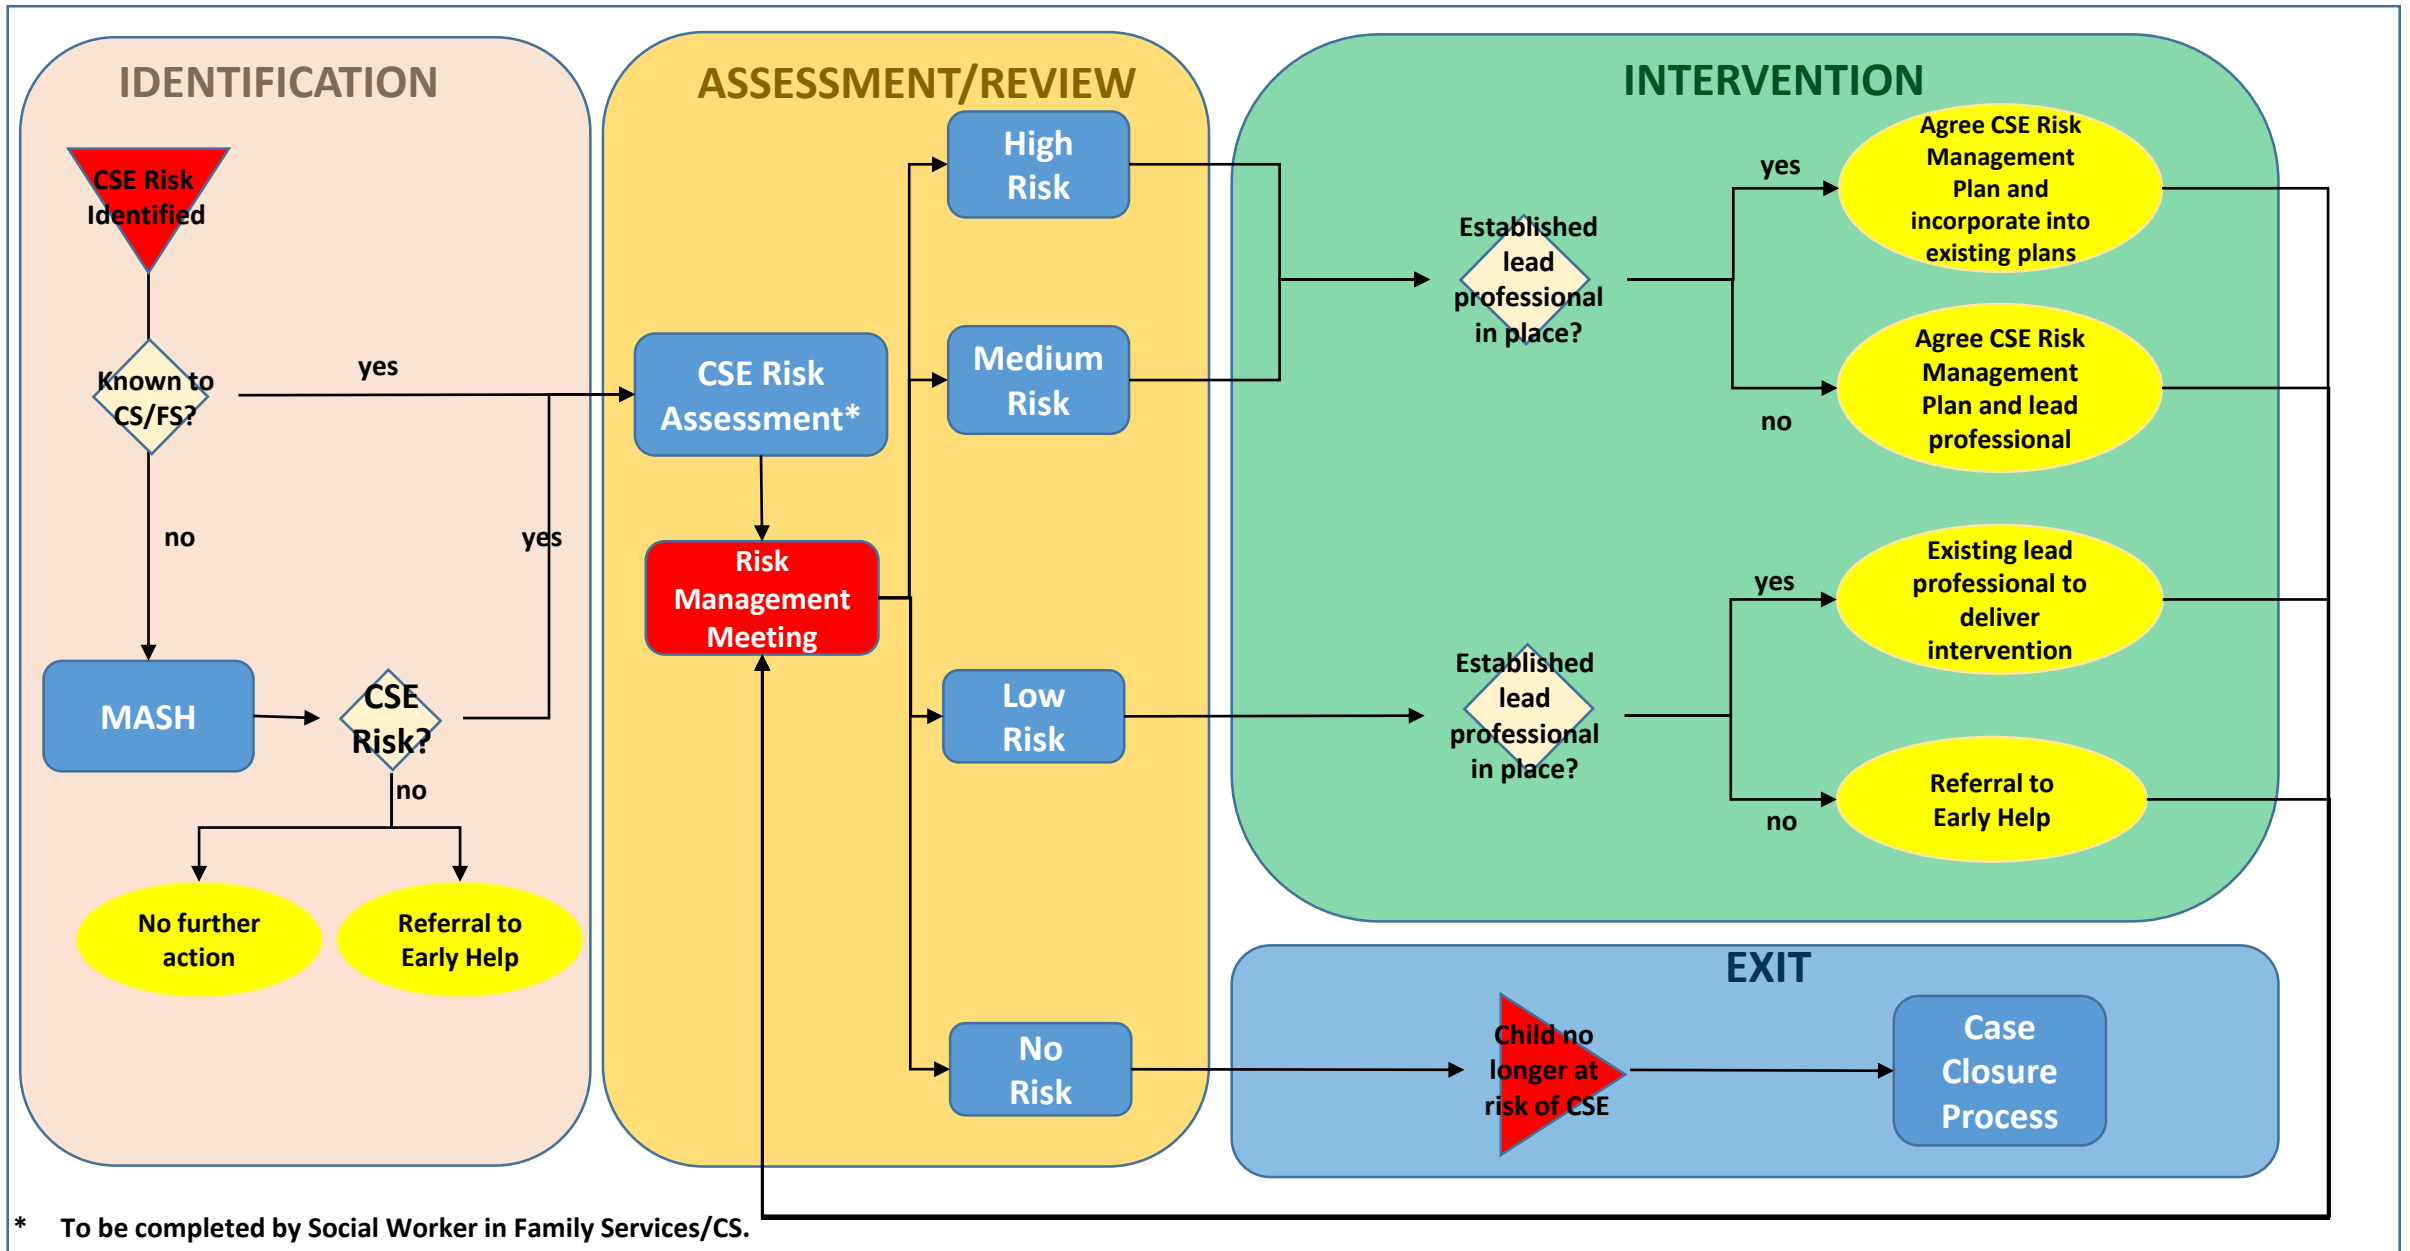 IDENTIFICATION
CSE Risk
Identified
Known to
CS/FS?
yes
no
yes
MASH
CSE
Risk?
no
No further
action
Referral to
Early Help
ASSESSMENT/REVIEW
High
Risk
CSE Risk
Assessment*
Medium
Risk
Risk
Management
Meeting
Low
Risk
No
Risk
INTERVENTION
Established
lead
professional
in place?
yes
Agree CSE Risk
Management
Plan and
incorporate into
existing plans
no
Agree CSE Risk
Management
Plan and lead
professional
Established
lead
professional
in place?
yes
Existing lead
professional to
deliver
intervention
no
Referral to
Early Help
EXIT
Child no
longer at
risk of CSE
Case
Closure
Process
* To be completed by Social Worker in Family Services/CS.